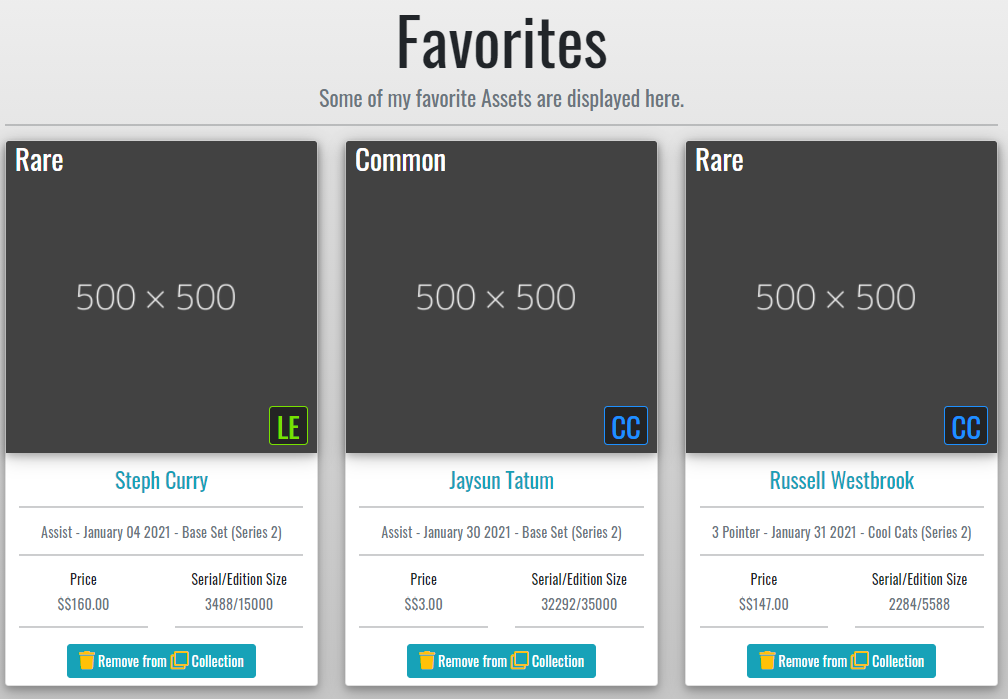 Favorites
Some of my favorite Assets are displayed here.
Rare
500 × 500
LE
Steph Curry
Assist - January 04 2021 - Base Set (Series 2)
Price
$$160.00
Serial/Edition Size
3488/15000
Remove from Collection
Common
500 × 500
CC
Jaysun Tatum
Assist - January 30 2021 - Base Set (Series 2)
Price
$$3.00
Serial/Edition Size
32292/35000
Remove from Collection
Rare
500 × 500
CC
Russell Westbrook
3 Pointer - January 31 2021 - Cool Cats (Series 2)
Price
$$147.00
Serial/Edition Size
2284/5588
Remove from Collection